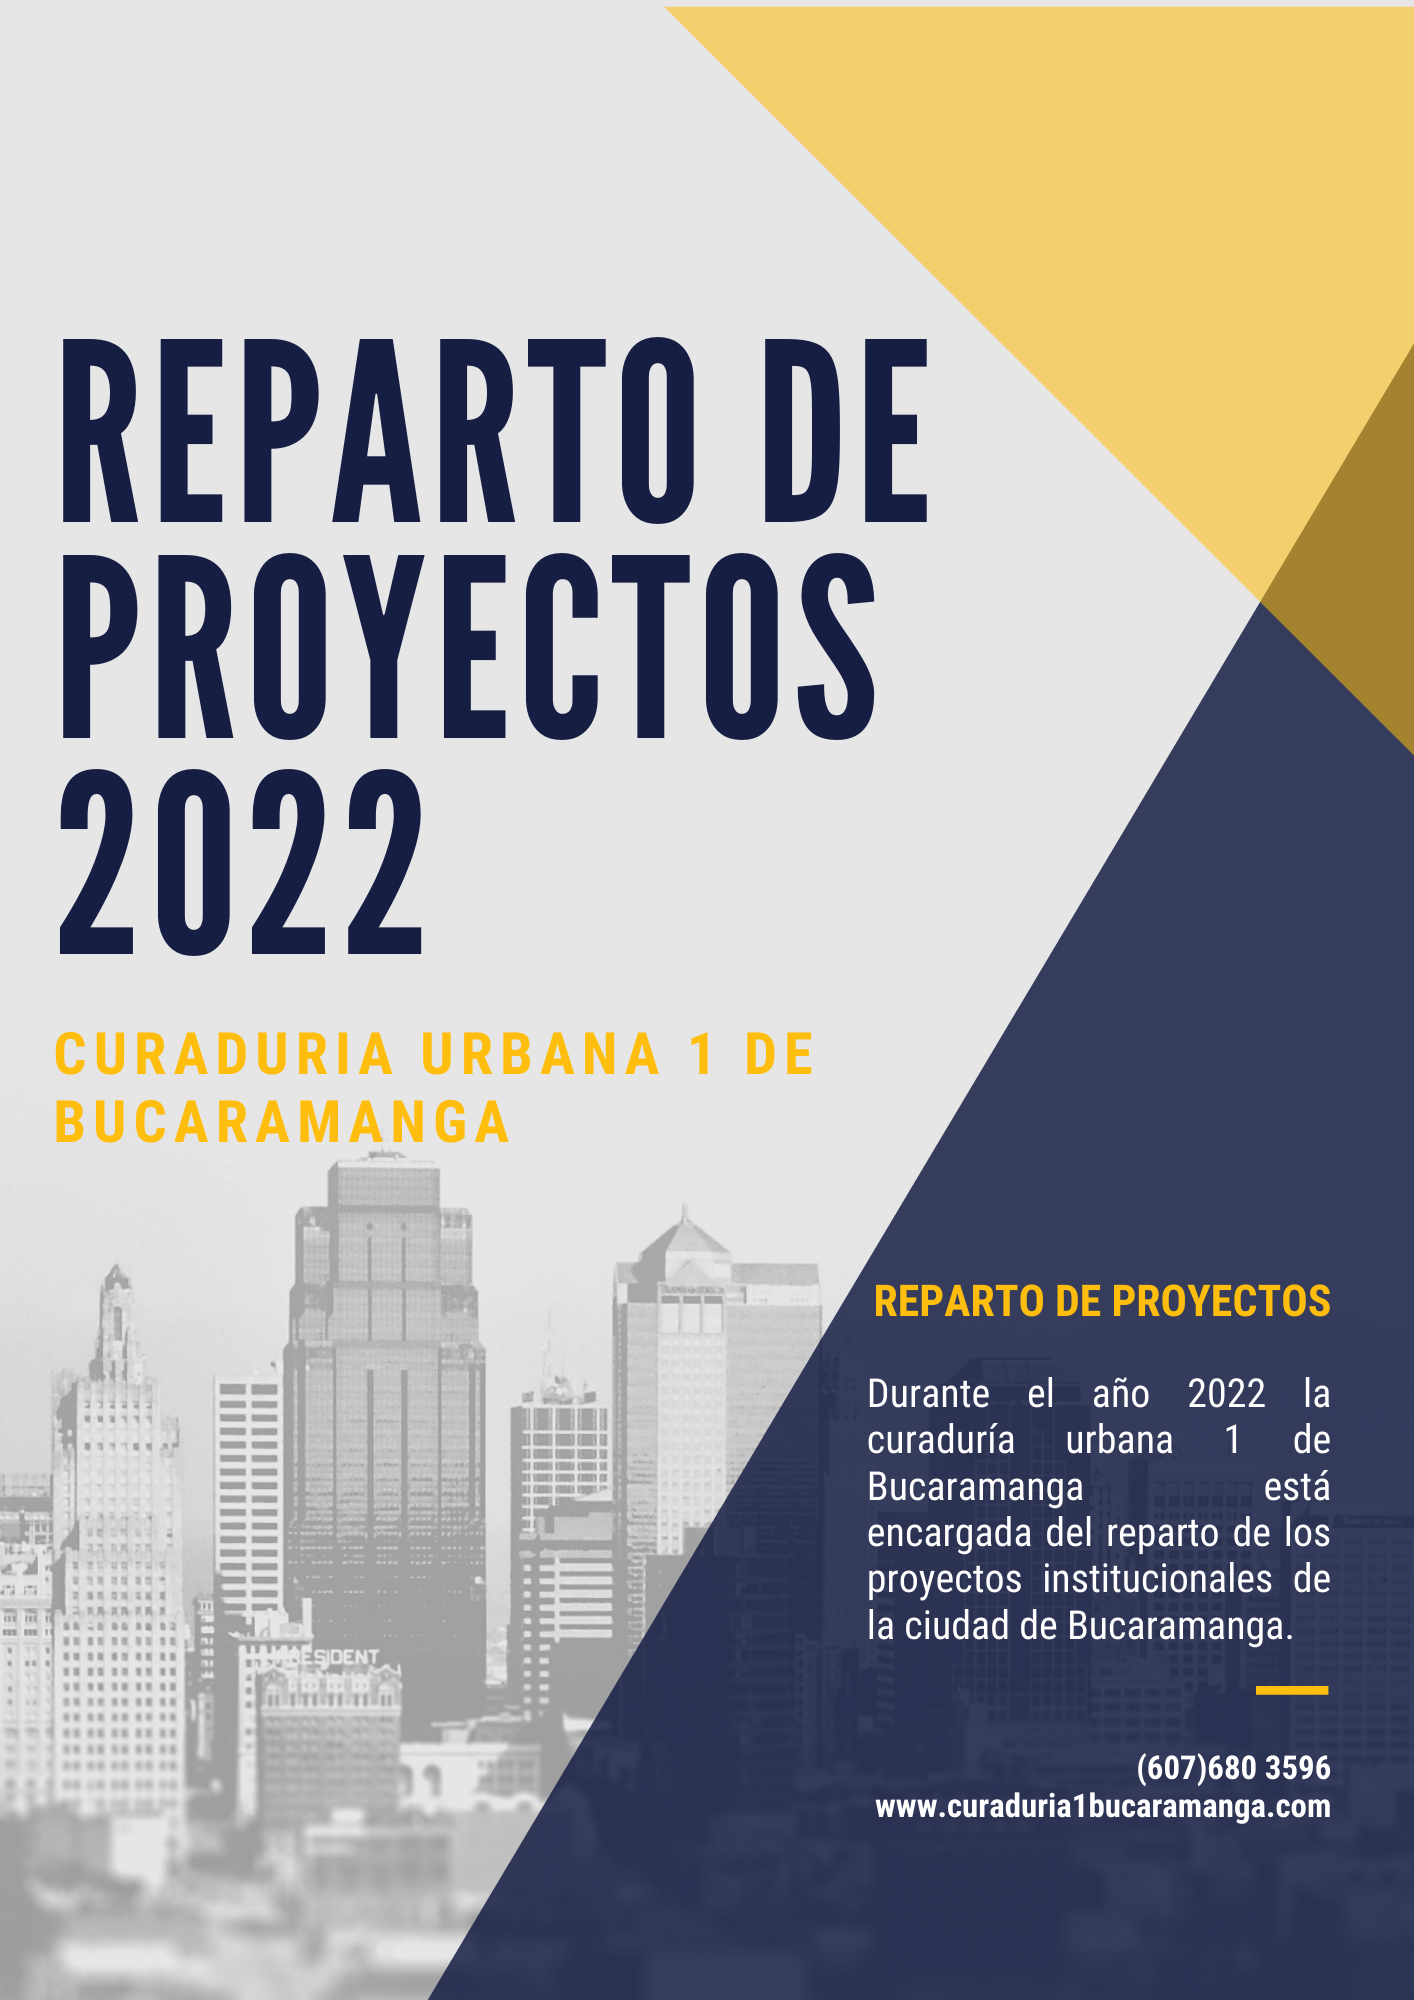 REPARTO DE
PROYECTOS
2022
CURADURIA URBANA 1 DE
BUCARAMANGA
RESIDENT
REPARTO DE PROYECTOS
Durante el año 2022 la
curaduría urbana 1 de
Bucaramanga está
encargada del reparto de los
proyectos institucionales de
la ciudad de Bucaramanga.
(607)680 3596
www.curaduria1bucaramanga.com